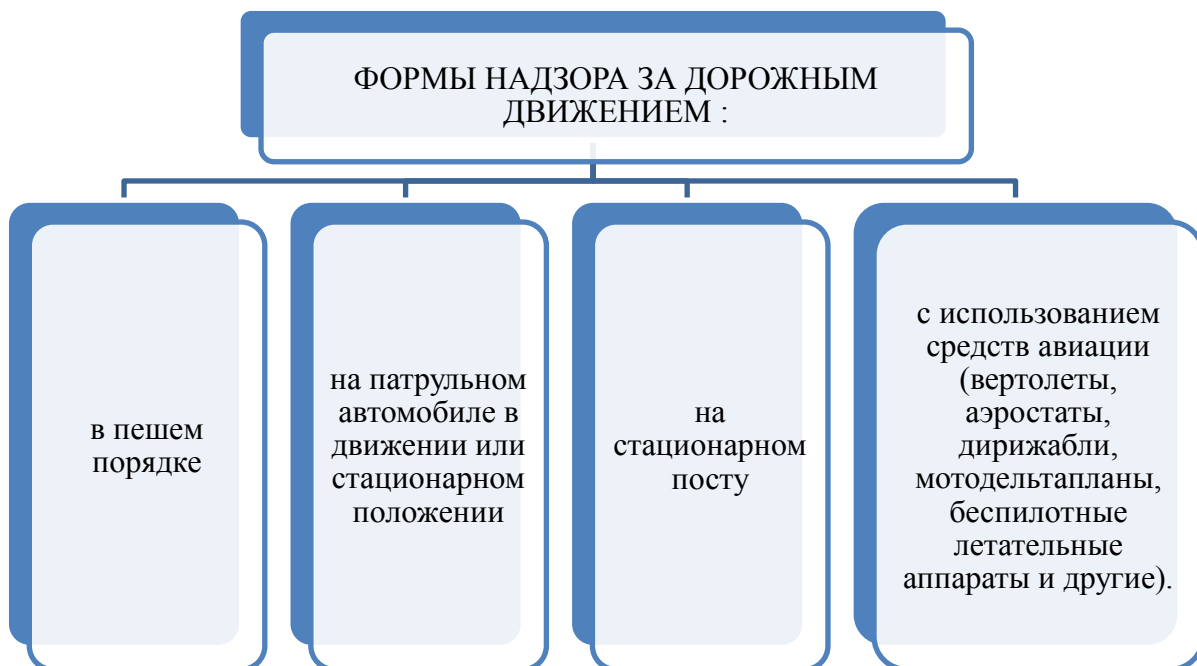 ФОРМЫ НАДЗОРА ЗА ДОРОЖНЫМ
ДВИЖЕНИЕМ :
в пешем
порядке
на патрульном
автомобиле в
движении или
стационарном
положении
на
стационарном
посту
с использованием
средств авиации
(вертолеты,
аэростаты,
дирижабли,
мотодельтапланы,
беспилотные
летательные
аппараты и другие).